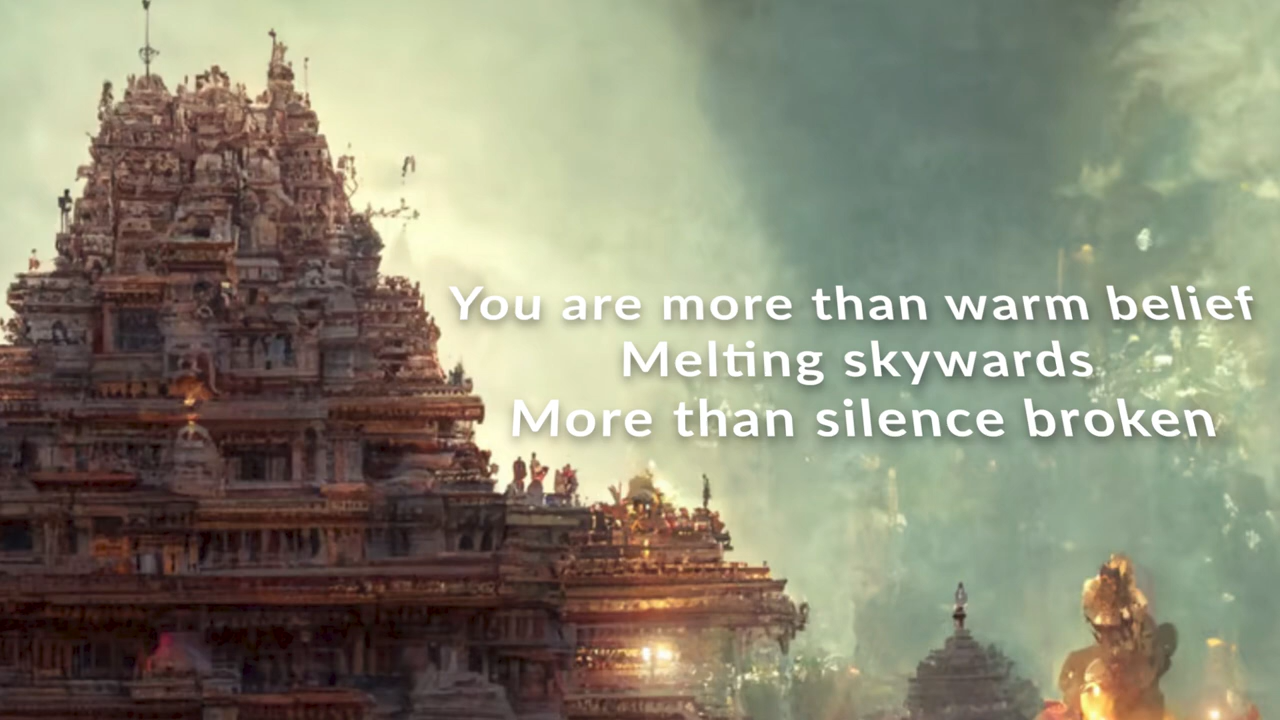 You are more than warm belief
Melting skywards
More than silence broken